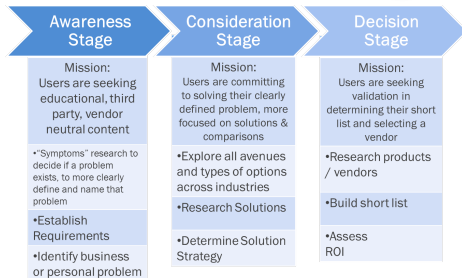 Awareness
Stage
Mission:
Users are seeking
educational, third
party, vendor
neutral content
•"Symptoms" research to
decide if a problem
exists, to more clearly
define and name that
problem
•Establish
Requirements
•Identify business
or personal problem
Consideration
Stage
Mission:
Users are committing
to solving their clearly
defined problem, more
focused on solutions &
comparisons
•Explore all avenues
and types of options
across industries
•Research Solutions
•Determine Solution
Strategy
Decision
Stage
Mission:
Users are seeking
validation in
determining their short
list and selecting a
vendor
•Research products
/ vendors
•Build short list
•Assess
ROI